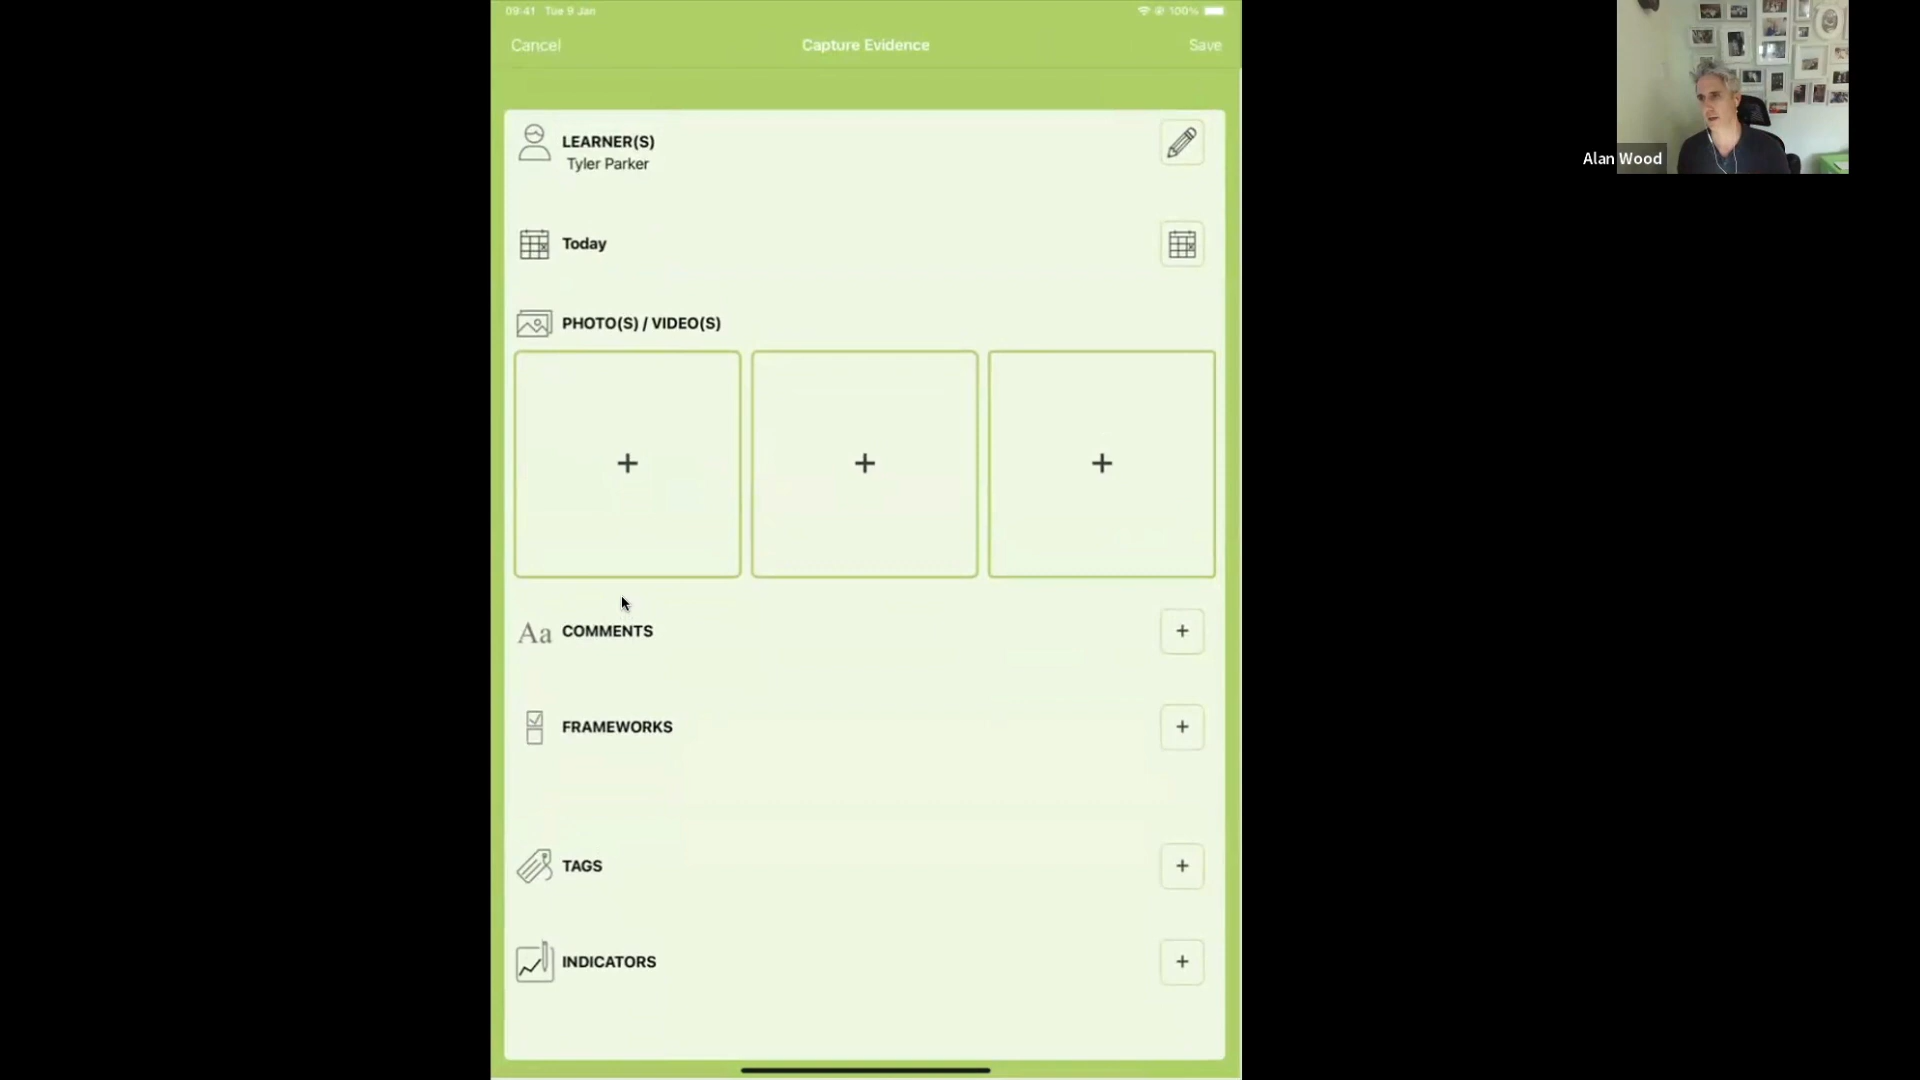 09:41 Tue 9 Jan
100%
Cancel
Capture Evidence
Save
LEARNER(S)
Tyler Parker
Today
PHOTO(S) / VIDEO(S)
+ + +
Aa COMMENTS +
FRAMEWORKS +
TAGS +
INDICATORS +
Alan Wood